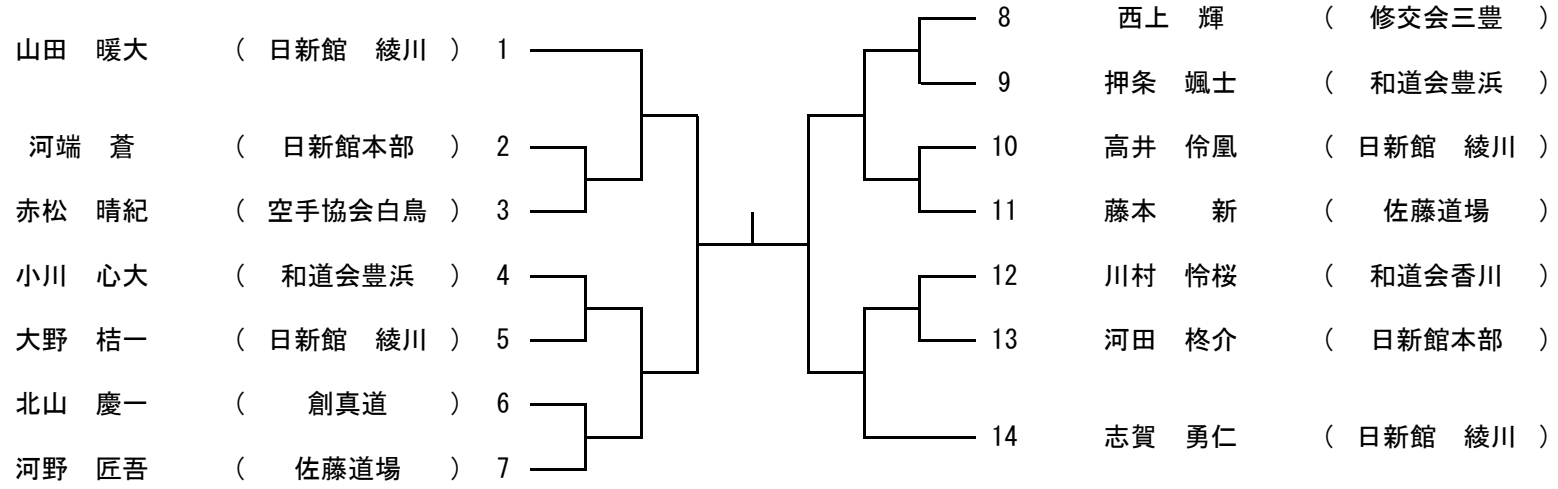 山田　暖大　（　日新館　綾川　）　1
河端　蒼　（　日新館本部　）　2
赤松　晴紀　（　空手協会白鳥　）　3
小川　心大　（　和道会豊浜　）　4
大野　桔一　（　日新館　綾川　）　5
北山　慶一　（　創真道　）　6
河野　匠吾　（　佐藤道場　）　7
8　西上　輝　（　修交会三豊　）
9　押条　颯士　（　和道会豊浜　）
10　高井　伶凰　（　日新館　綾川　）
11　藤本　新　（　佐藤道場　）
12　川村　怜桜　（　和道会香川　）
13　河田　柊介　（　日新館本部　）
14　志賀　勇仁　（　日新館　綾川　）